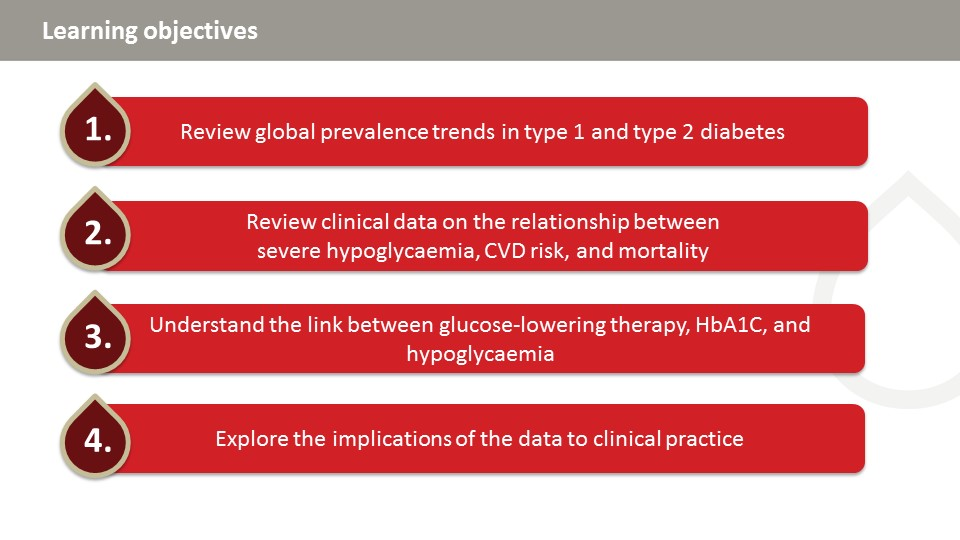 Learning objectives
1.
Review global prevalence trends in type 1 and type 2 diabetes
2.
Review clinical data on the relationship between
severe hypoglycaemia, CVD risk, and mortality
3.
Understand the link between glucose-lowering therapy, HbA1C, and
hypoglycaemia
4.
Explore the implications of the data to clinical practice